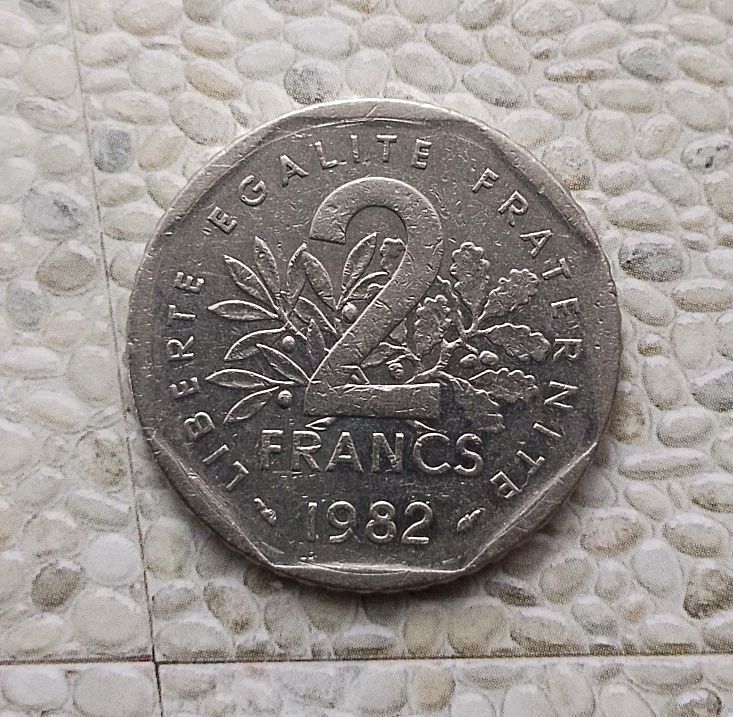 LIBERTE EGALITE FRATERNITE
2
FRANCS
1982